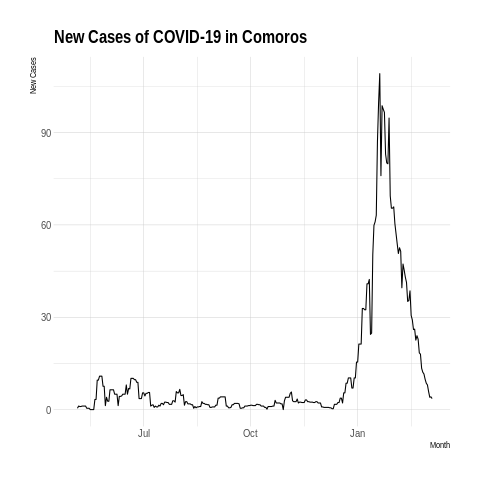 New Cases of COVID-19 in Comoros
New Cases
90
60
30
0
Jul Oct Jan
Month